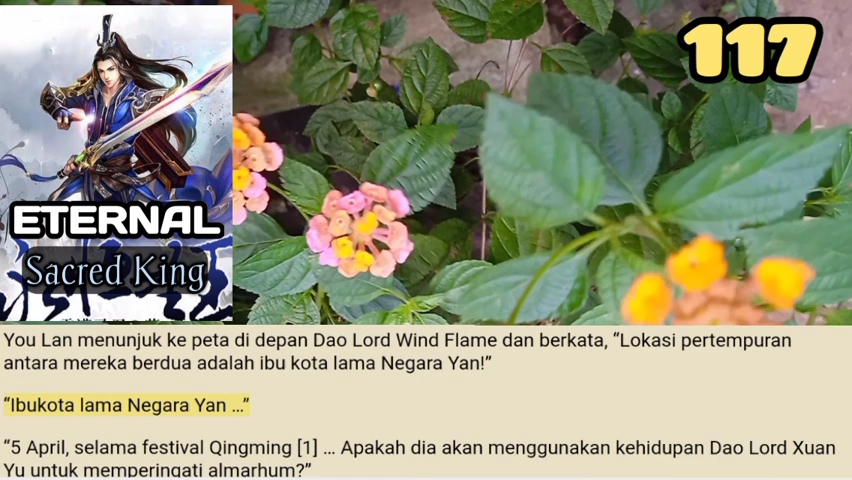 117
ETERNAL
Sacred King
You Lan menunjuk ke peta di depan Dao Lord Wind Flame dan berkata, “Lokasi pertempuran
antara mereka berdua adalah ibu kota lama Negara Yan!”
“Ibukota lama Negara Yan …”
“5 April, selama festival Qingming [1] … Apakah dia akan menggunakan kehidupan Dao Lord Xuan
Yu untuk memperingati almarhum?”